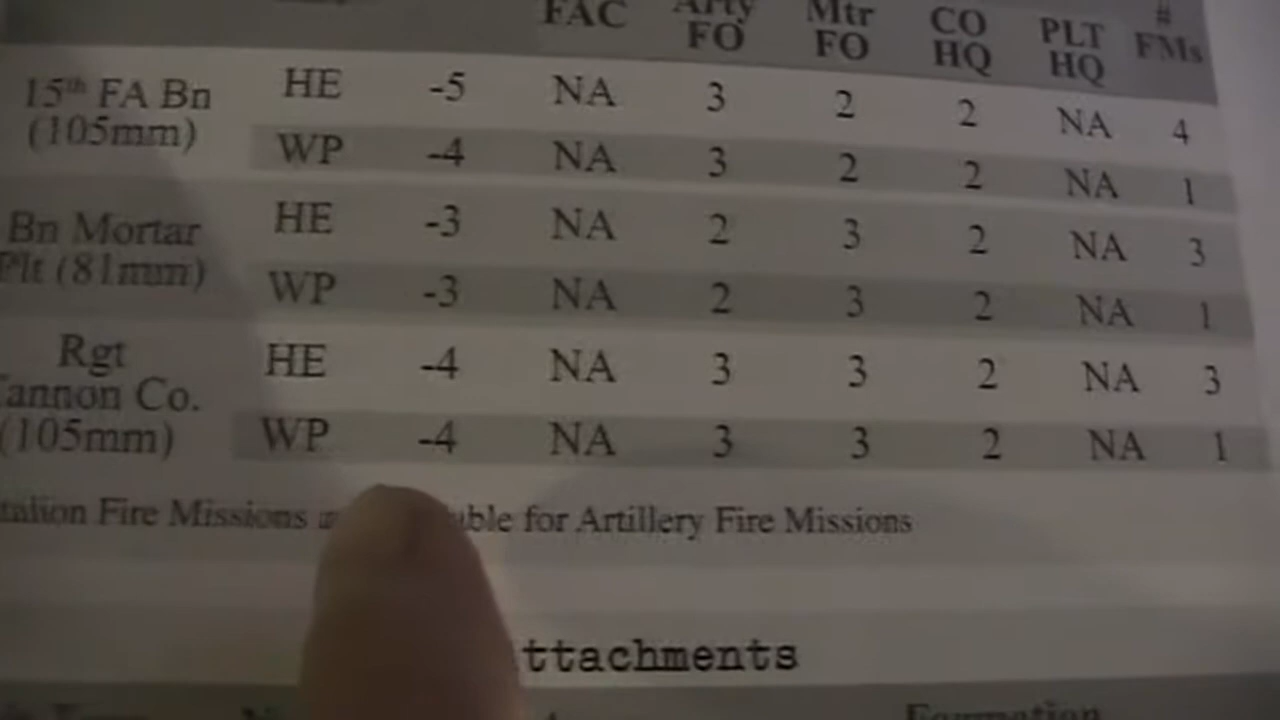 FAC Arty FO Mtr FO CO HQ PLT HQ # FMs
15th FA Bn (105mm) HE -5 NA 3 2 2 NA 4
WP -4 NA 3 2 2 NA 1
Bn Mortar Plt (81mm) HE -3 NA 2 3 2 NA 3
WP -3 NA 2 3 2 NA 1
Rgt annon Co. (105mm) HE -4 NA 3 3 2 NA 3
WP -4 NA 3 3 2 NA 1
Fire Missions for Artillery Fire Missions
ttachments